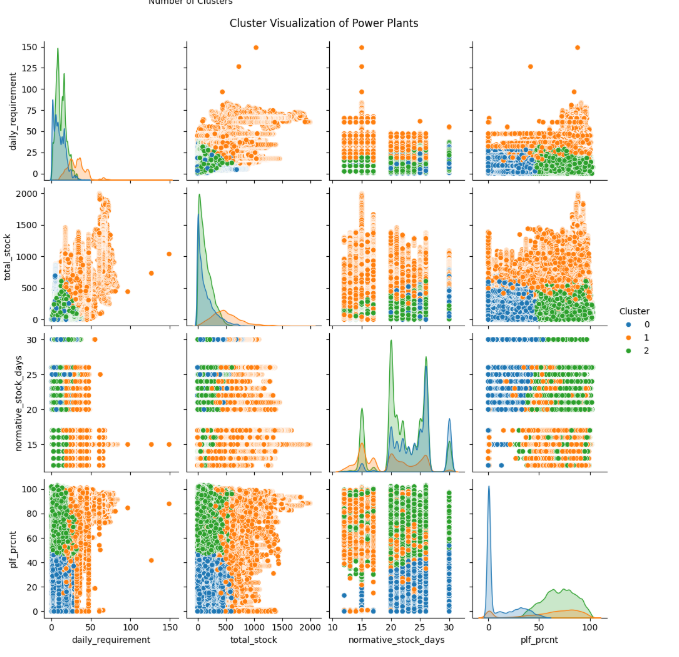 Number of Clusters
Cluster Visualization of Power Plants
daily_requirement
150
125
100
75
50
25
0
total_stock
2000
1500
1000
500
0
Cluster
0
1
2
normative_stock_days
30
25
20
15
plf_prcnt
100
80
60
40
20
0
0 50 100 150
0 500 1000 1500 2000
10 15 20 25 30
0 50 100
daily_requirement total_stock normative_stock_days plf_prcnt